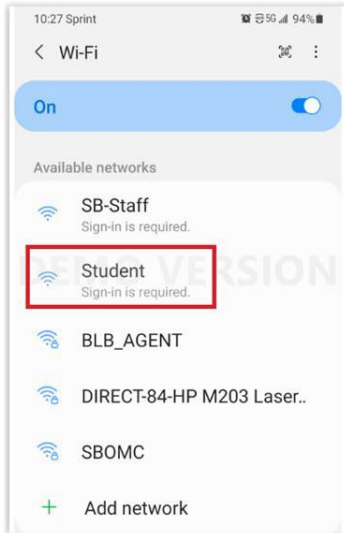 10:27 Sprint 5G 94%
< Wi-Fi
On
Available networks
SB-Staff
Sign-in is required.
DEMO VERSION
Student
Sign-in is required.
BLB_AGENT
DIRECT-84-HP M203 Laser..
SBOMC
+ Add network